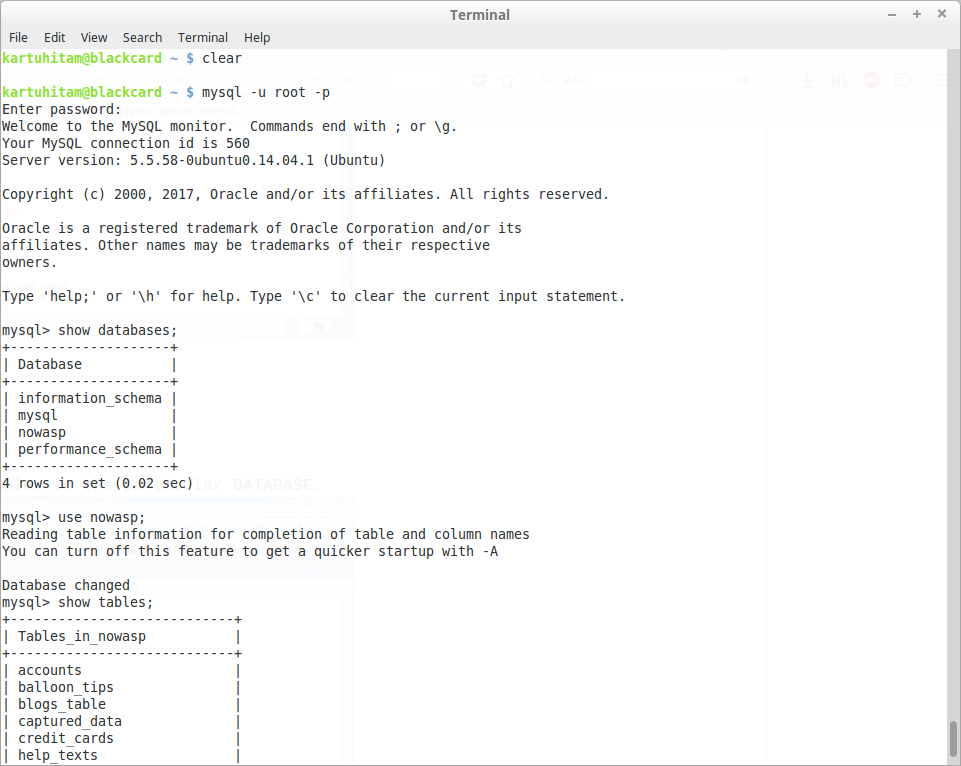 Terminal
File Edit View Search Terminal Help
kartuhitam@blackcard ~ $ clear
kartuhitam@blackcard ~ $ mysql -u root -p
Enter password:
Welcome to the MySQL monitor.  Commands end with ; or \g.
Your MySQL connection id is 560
Server version: 5.5.58-0ubuntu0.14.04.1 (Ubuntu)
Copyright (c) 2000, 2017, Oracle and/or its affiliates. All rights reserved.
Oracle is a registered trademark of Oracle Corporation and/or its
affiliates. Other names may be trademarks of their respective
owners.
Type 'help;' or '\h' for help. Type '\c' to clear the current input statement.
mysql> show databases;
+--------------------+
| Database           |
+--------------------+
| information_schema |
| mysql              |
| nowasp             |
| performance_schema |
+--------------------+
4 rows in set (0.02 sec)
mysql> use nowasp;
Reading table information for completion of table and column names
You can turn off this feature to get a quicker startup with -A
Database changed
mysql> show tables;
+----------------------------+
| Tables_in_nowasp           |
+----------------------------+
| accounts                   |
| balloon_tips               |
| blogs_table                |
| captured_data              |
| credit_cards               |
| help_texts                 |